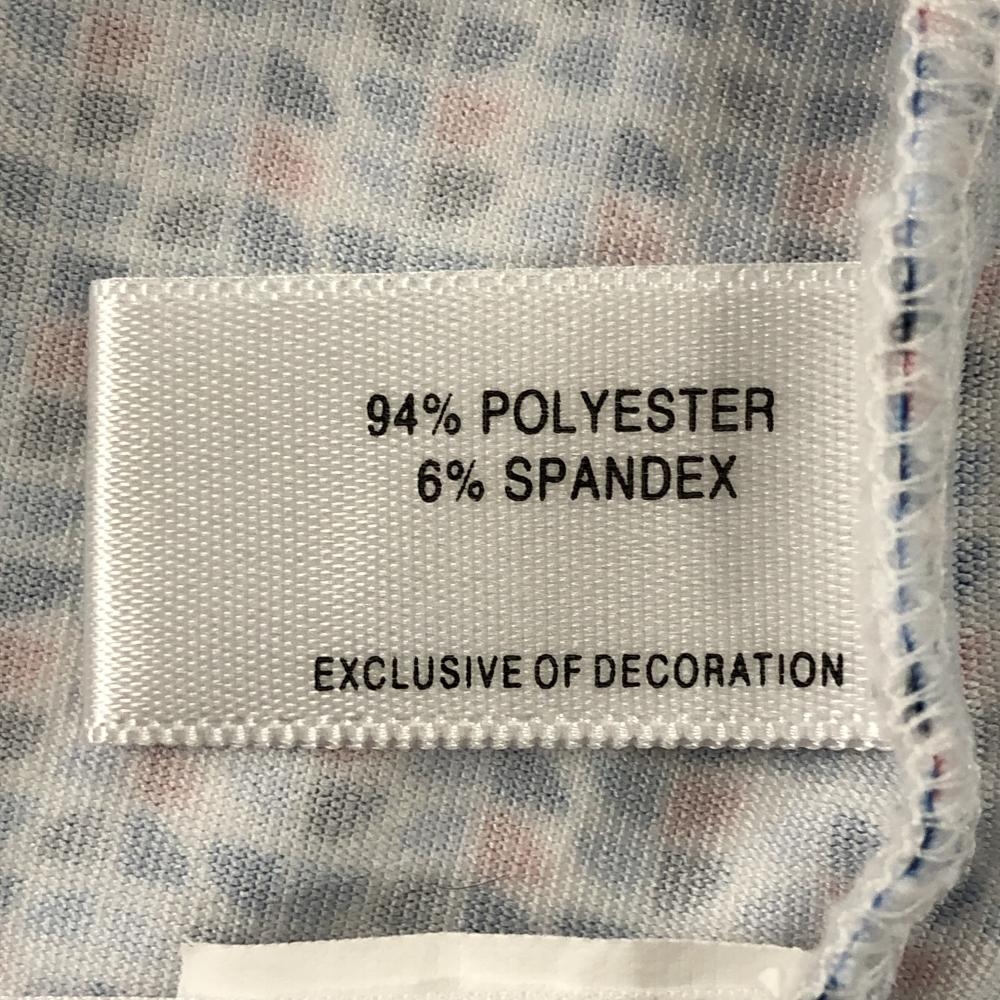 94% POLYESTER
6% SPANDEX
EXCLUSIVE OF DECORATION